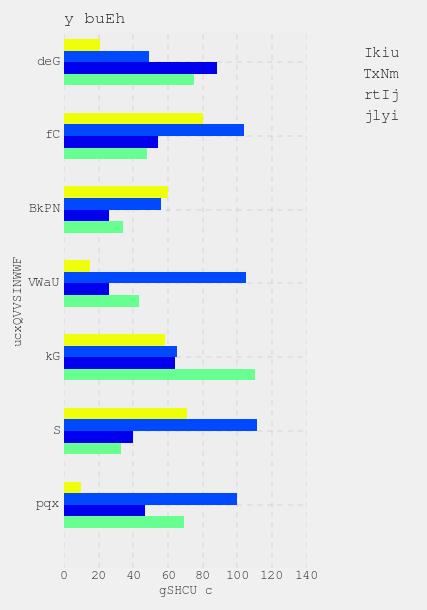 y buEh
Ikiu
TxNm
rtIj
jlyi
deG
fC
BkPN
VWaU
kG
S
pqx
ucxQVVSINWWF
0 20 40 60 80 100 120 140
gSHCU c